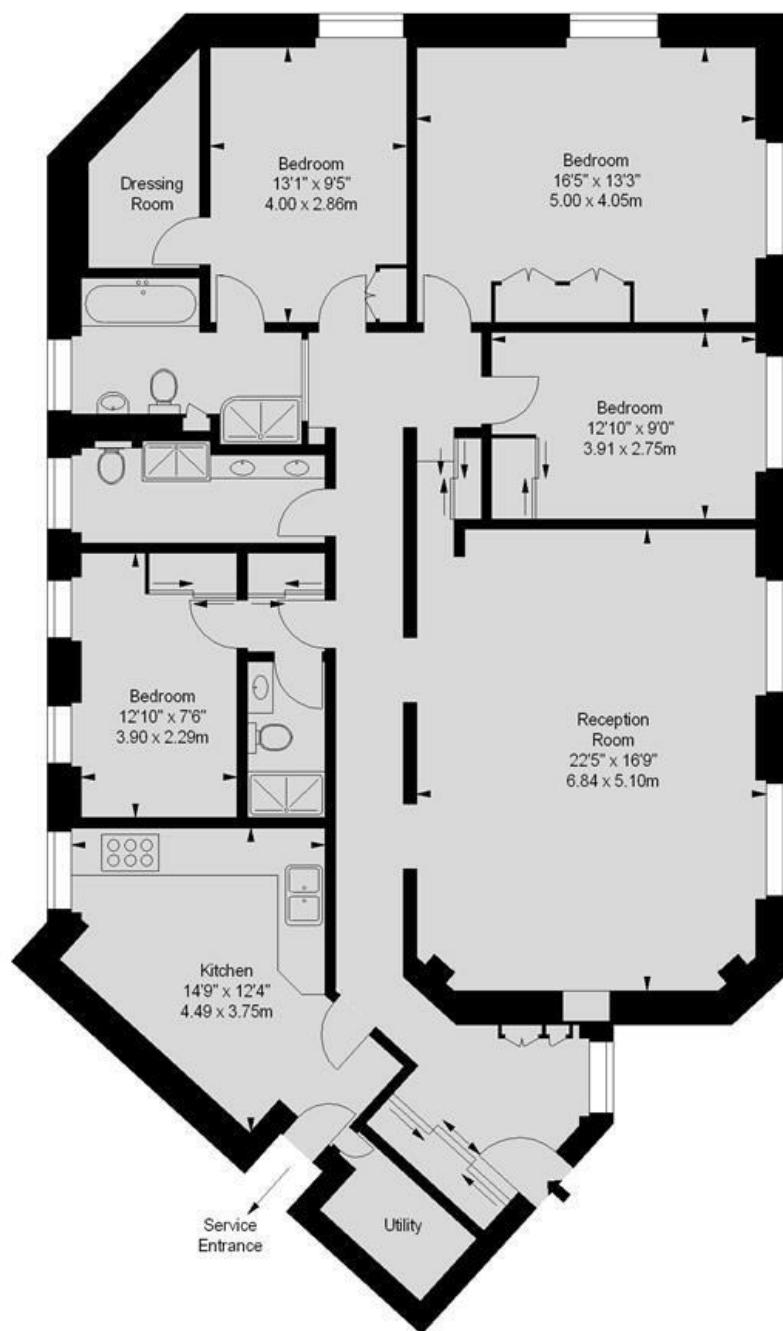 Dressing
Room
Bedroom
13'1" x 9'5"
4.00 x 2.86m
Bedroom
16'5" x 13'3"
5.00 x 4.05m
Bedroom
12'10" x 9'0"
3.91 x 2.75m
Bedroom
12'10" x 7'6"
3.90 x 2.29m
Reception
Room
22'5" x 16'9"
6.84 x 5.10m
Kitchen
14'9" x 12'4"
4.49 x 3.75m
Service
Entrance
Utility